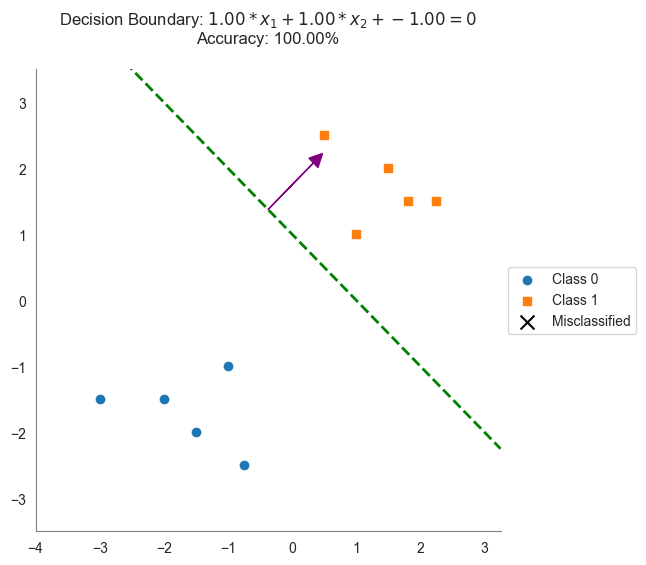 Decision Boundary: 1.00 * x₁ + 1.00 * x₂ + −1.00 = 0
Accuracy: 100.00%
3
2
1
0
−1
−2
−3
−4 −3 −2 −1 0 1 2 3
Class 0
Class 1
Misclassified